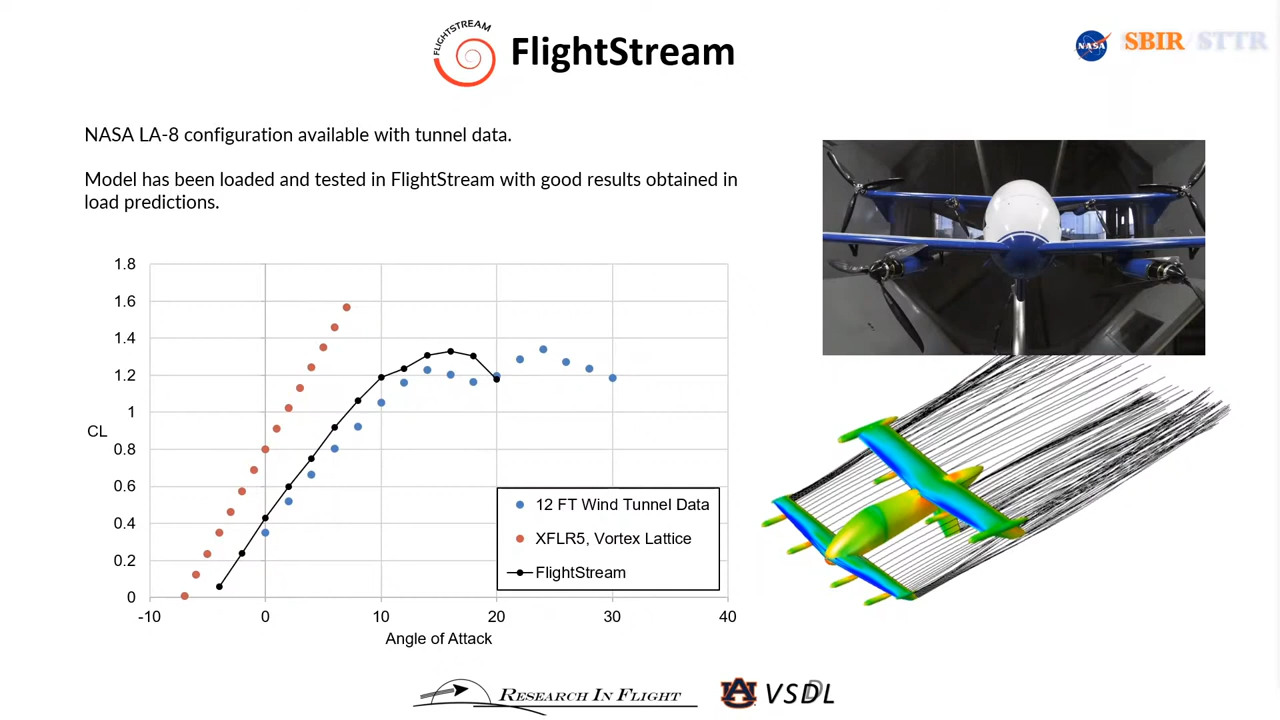 FLIGHTSTREAM
FlightStream
NASA
SBIR STTR
NASA LA-8 configuration available with tunnel data.
Model has been loaded and tested in FlightStream with good results obtained in
load predictions.
1.8
1.6
1.4
1.2
1
0.8
0.6
0.4
0.2
0
CL
-10
0
10
20
30
40
Angle of Attack
12 FT Wind Tunnel Data
XFLR5, Vortex Lattice
FlightStream
RESEARCH IN FLIGHT
AU
VSDL